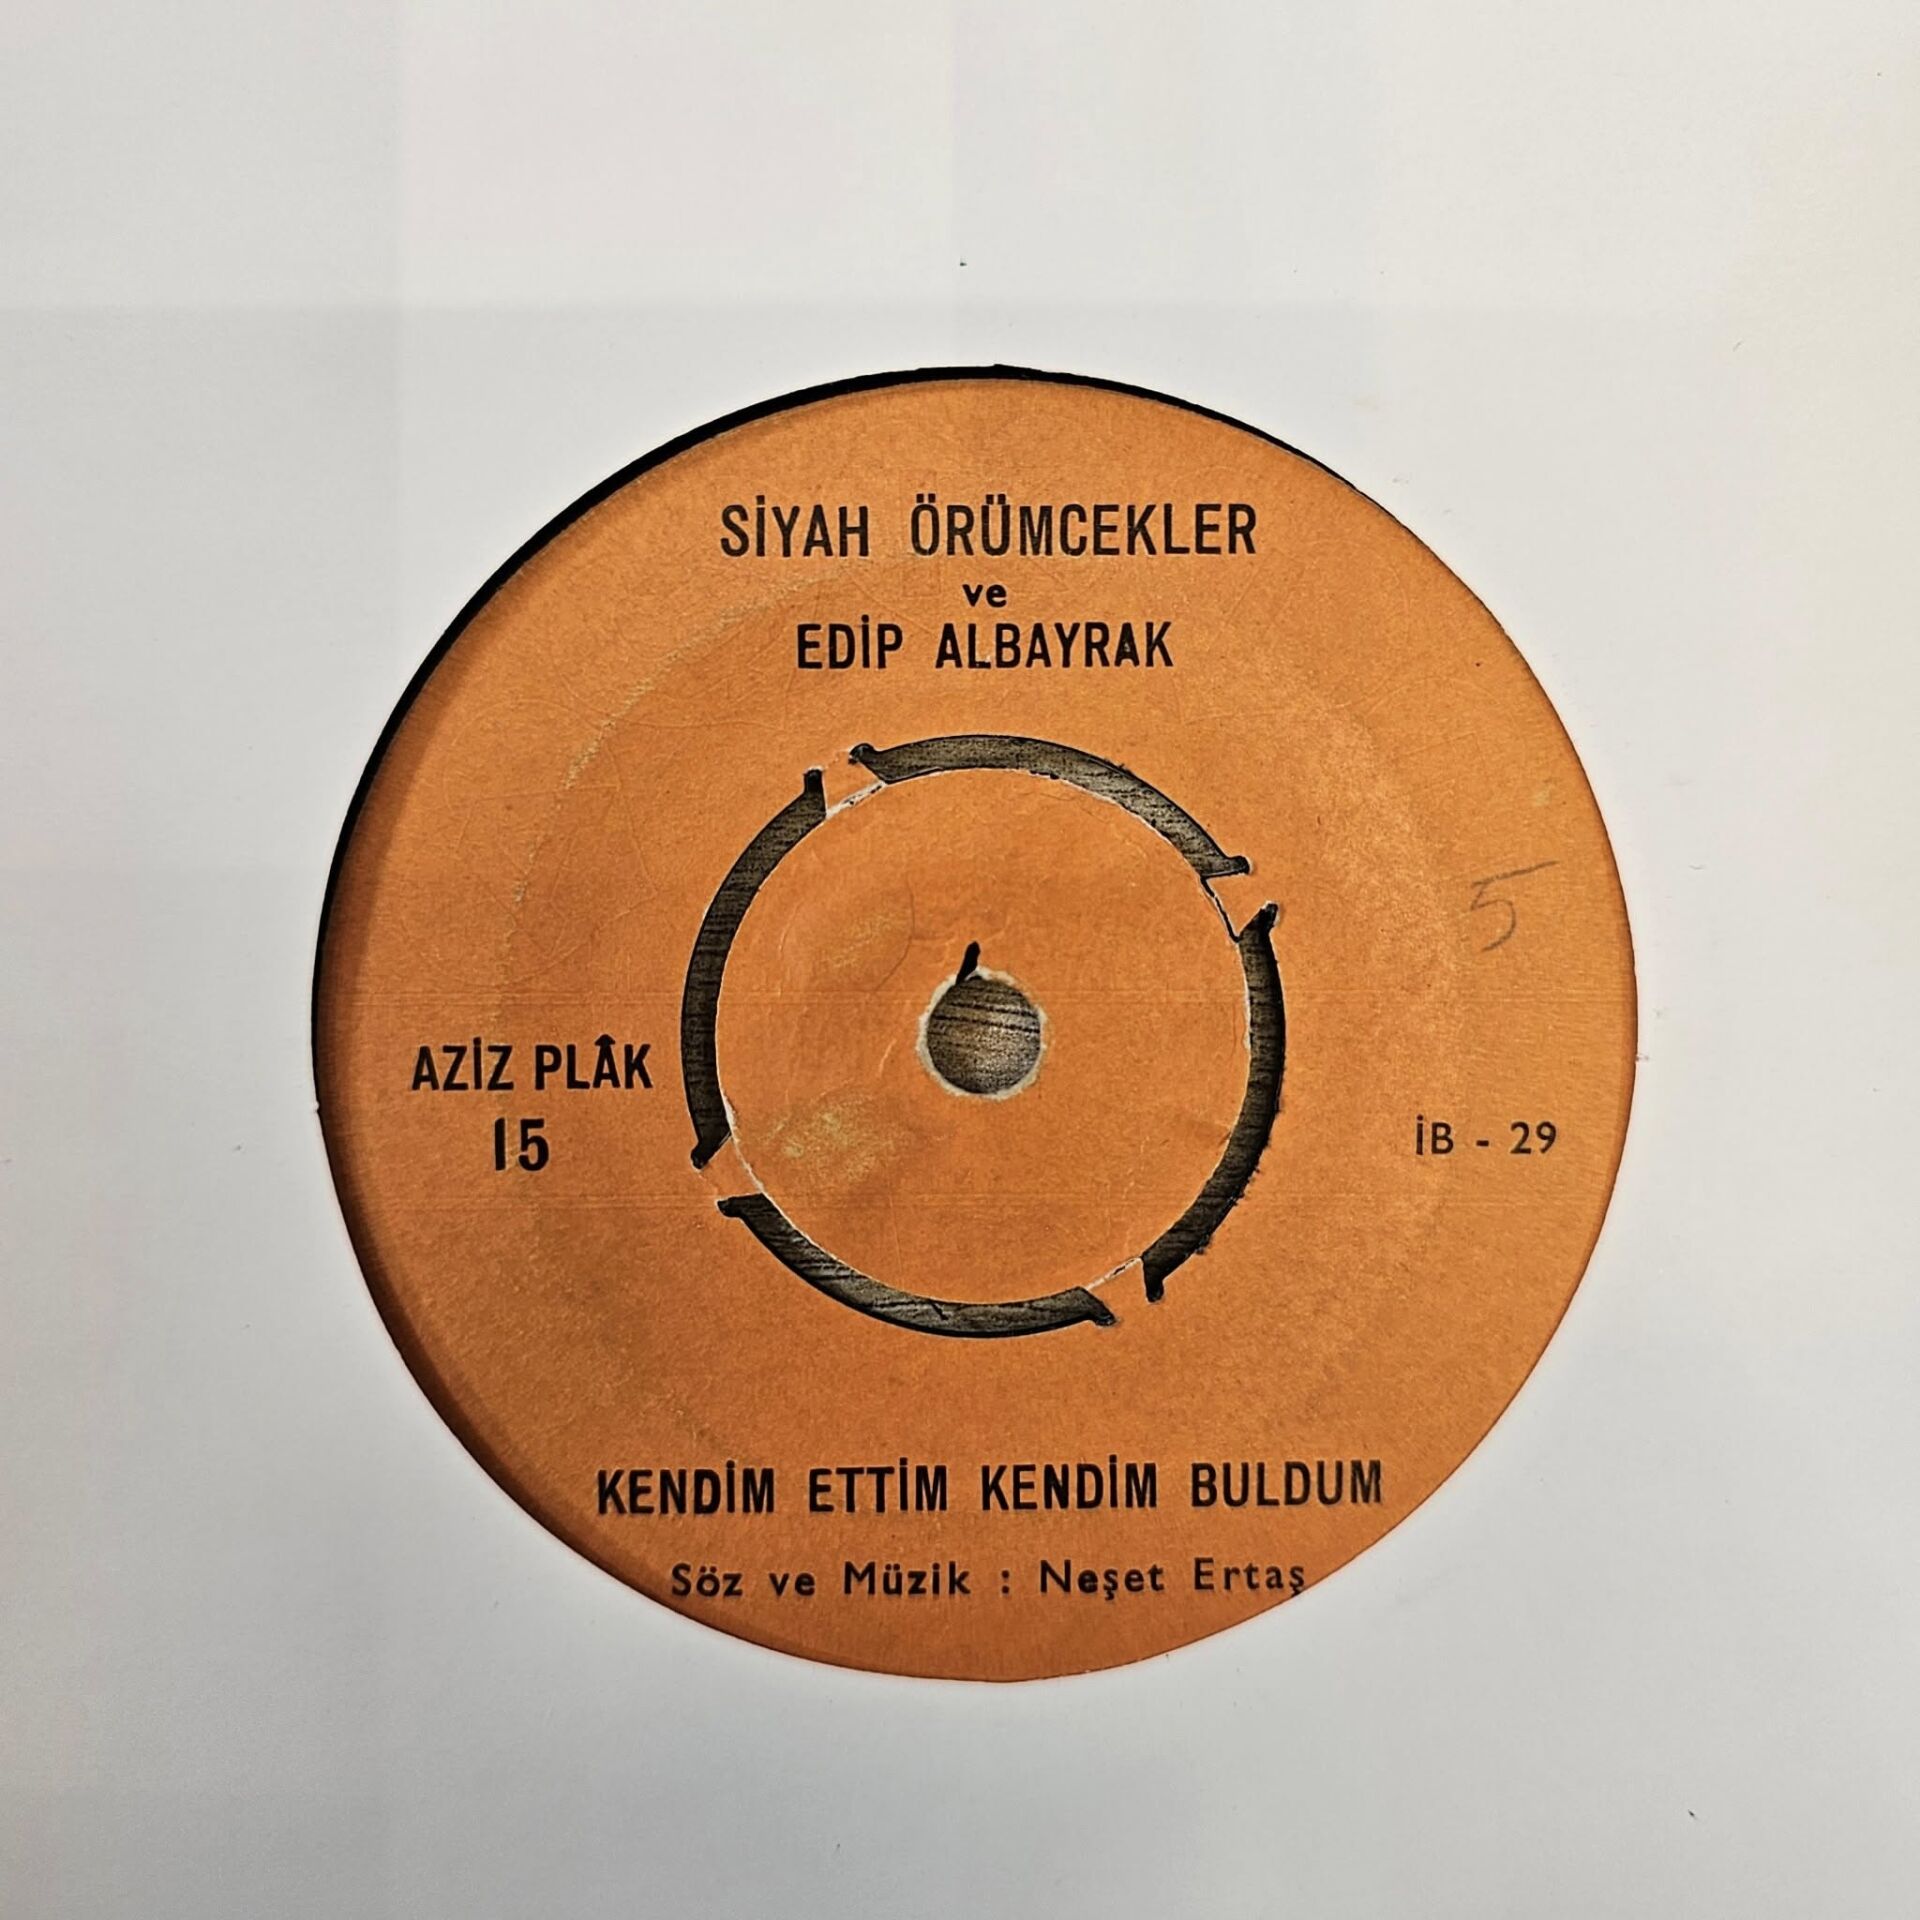 SİYAH ÖRÜMCEKLER
ve
EDİP ALBAYRAK
5
AZİZ PLÂK
15
İB - 29
KENDİM ETTİM KENDİM BULDUM
Söz ve Müzik : Neşet Ertaş